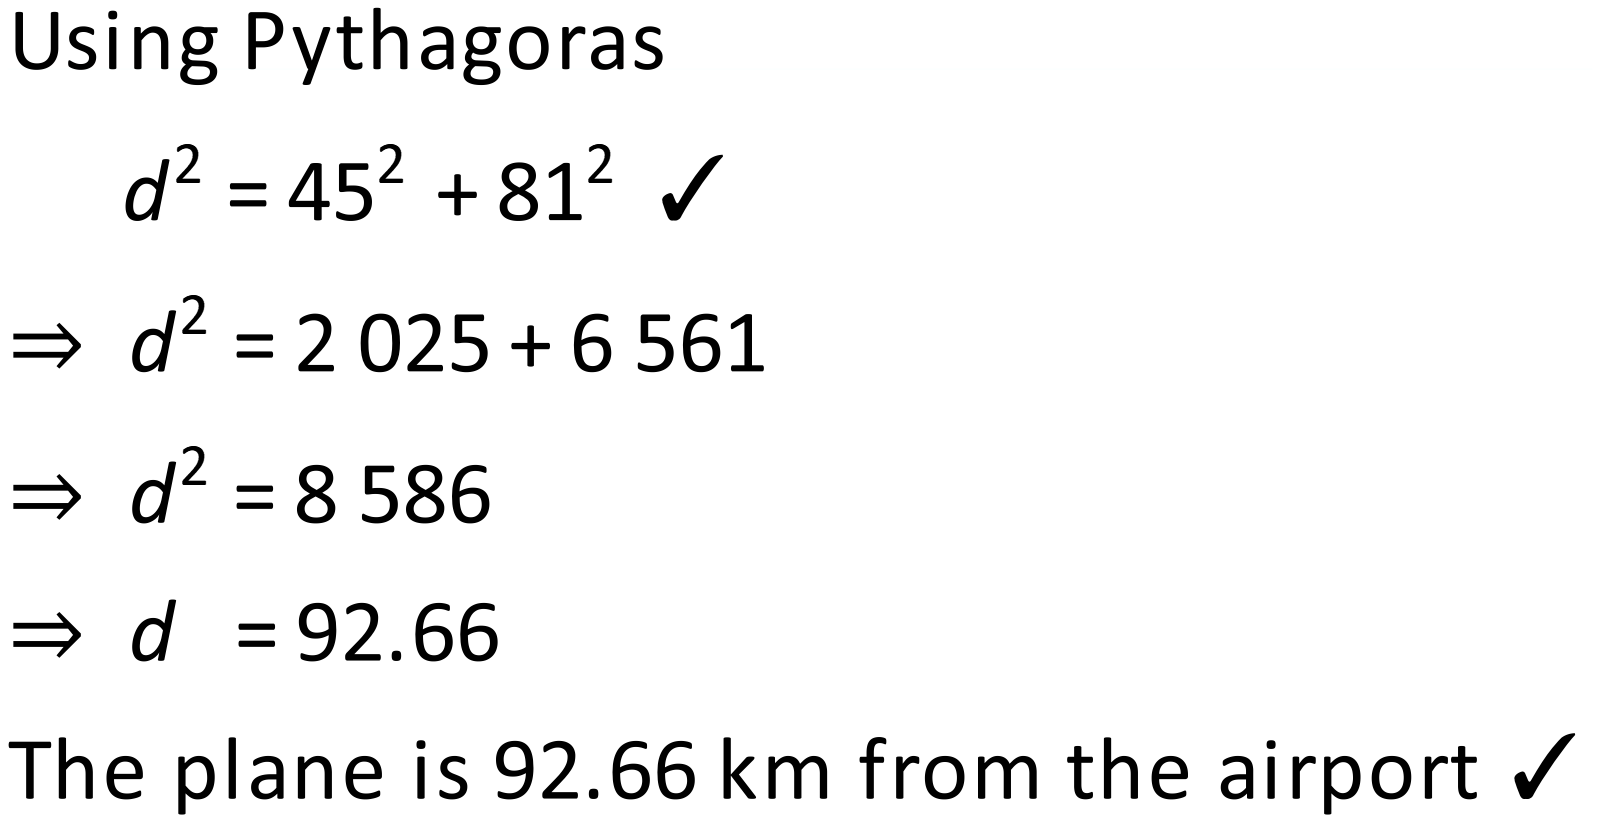 Using Pythagoras
d² = 45² + 81² ✓
⇒ d² = 2 025 + 6 561
⇒ d² = 8 586
⇒ d = 92.66
The plane is 92.66 km from the airport ✓